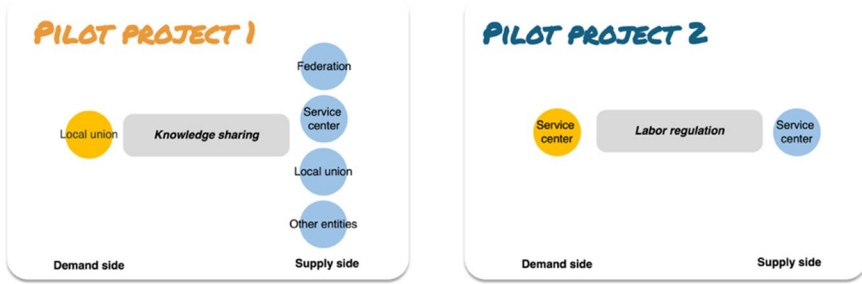 PILOT PROJECT 1
Federation
Service
center
Local union
Knowledge sharing
Local union
Other entities
Demand side
Supply side
PILOT PROJECT 2
Service
center
Labor regulation
Service
center
Demand side
Supply side